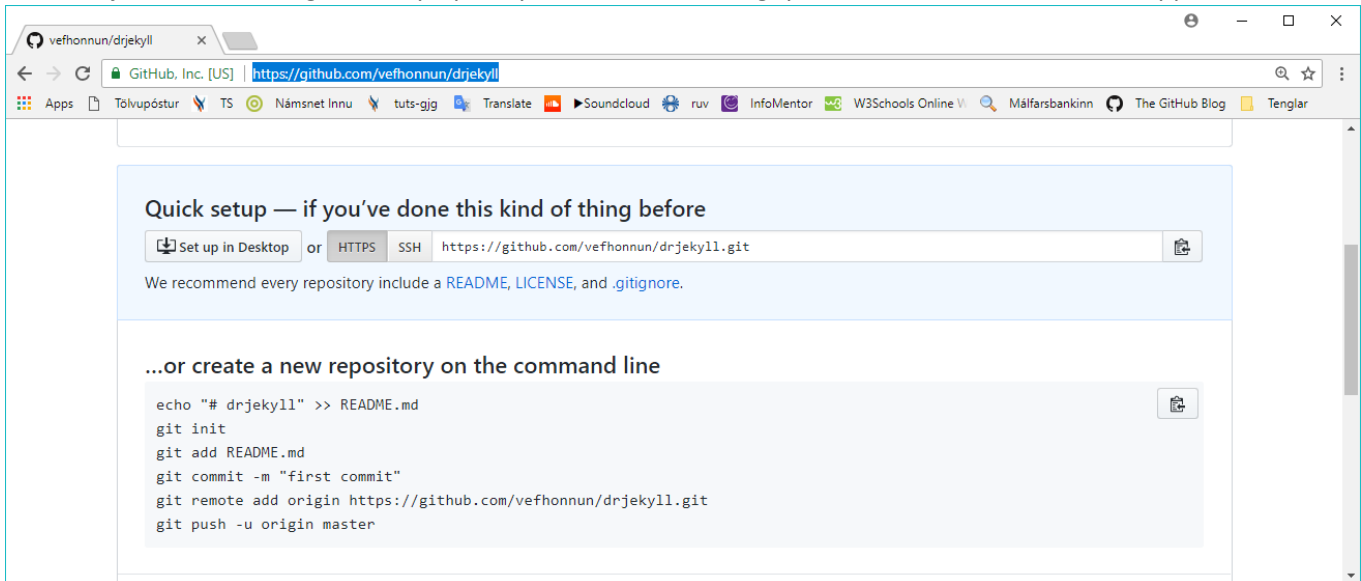 vefhonnun/drjekyll
GitHub, Inc. [US] | https://github.com/vefhonnun/drjekyll
Apps Tölvupóstur TS Námsnet Innu tuts-gjg Translate ►Soundcloud ruv InfoMentor W3Schools Online W Málfarsbankinn The GitHub Blog Tenglar
Quick setup — if you’ve done this kind of thing before
Set up in Desktop or HTTPS SSH https://github.com/vefhonnun/drjekyll.git
We recommend every repository include a README, LICENSE, and .gitignore.
…or create a new repository on the command line
echo "# drjekyll" >> README.md
git init
git add README.md
git commit -m "first commit"
git remote add origin https://github.com/vefhonnun/drjekyll.git
git push -u origin master